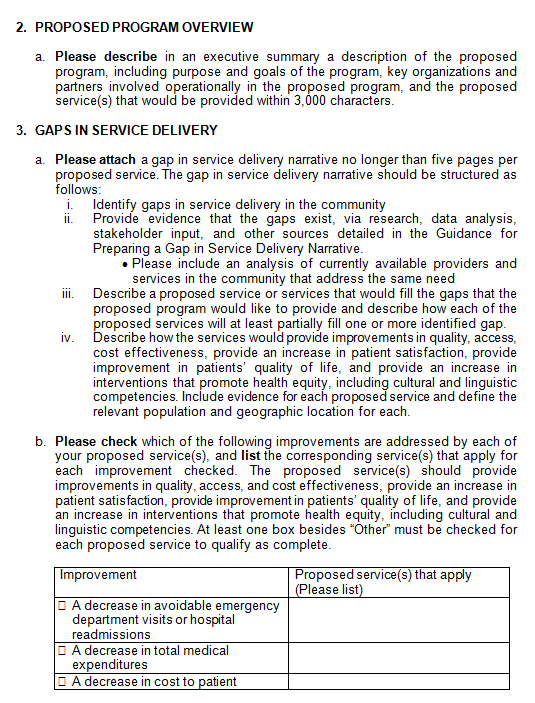 2. PROPOSED PROGRAM OVERVIEW
a. Please describe in an executive summary a description of the proposed
program, including purpose and goals of the program, key organizations and
partners involved operationally in the proposed program, and the proposed
service(s) that would be provided within 3,000 characters.
3. GAPS IN SERVICE DELIVERY
a. Please attach a gap in service delivery narrative no longer than five pages per
proposed service. The gap in service delivery narrative should be structured as
follows:
i. Identify gaps in service delivery in the community
ii. Provide evidence that the gaps exist, via research, data analysis,
stakeholder input, and other sources detailed in the Guidance for
Preparing a Gap in Service Delivery Narrative.
• Please include an analysis of currently available providers and
services in the community that address the same need
iii. Describe a proposed service or services that would fill the gaps that the
proposed program would like to provide and describe how each of the
proposed services will at least partially fill one or more identified gap.
iv. Describe how the services would provide improvements in quality, access,
cost effectiveness, provide an increase in patient satisfaction, provide
improvement in patients' quality of life, and provide an increase in
interventions that promote health equity, including cultural and linguistic
competencies. Include evidence for each proposed service and define the
relevant population and geographic location for each.
b. Please check which of the following improvements are addressed by each of
your proposed service(s), and list the corresponding service(s) that apply for
each improvement checked. The proposed service(s) should provide
improvements in quality, access, and cost effectiveness, provide an increase in
patient satisfaction, provide improvement in patients' quality of life, and provide
an increase in interventions that promote health equity, including cultural and
linguistic competencies. At least one box besides "Other" must be checked for
each proposed service to qualify as complete.
Improvement
Proposed service(s) that apply
(Please list)
☐ A decrease in avoidable emergency
department visits or hospital
readmissions
☐ A decrease in total medical
expenditures
☐ A decrease in cost to patient